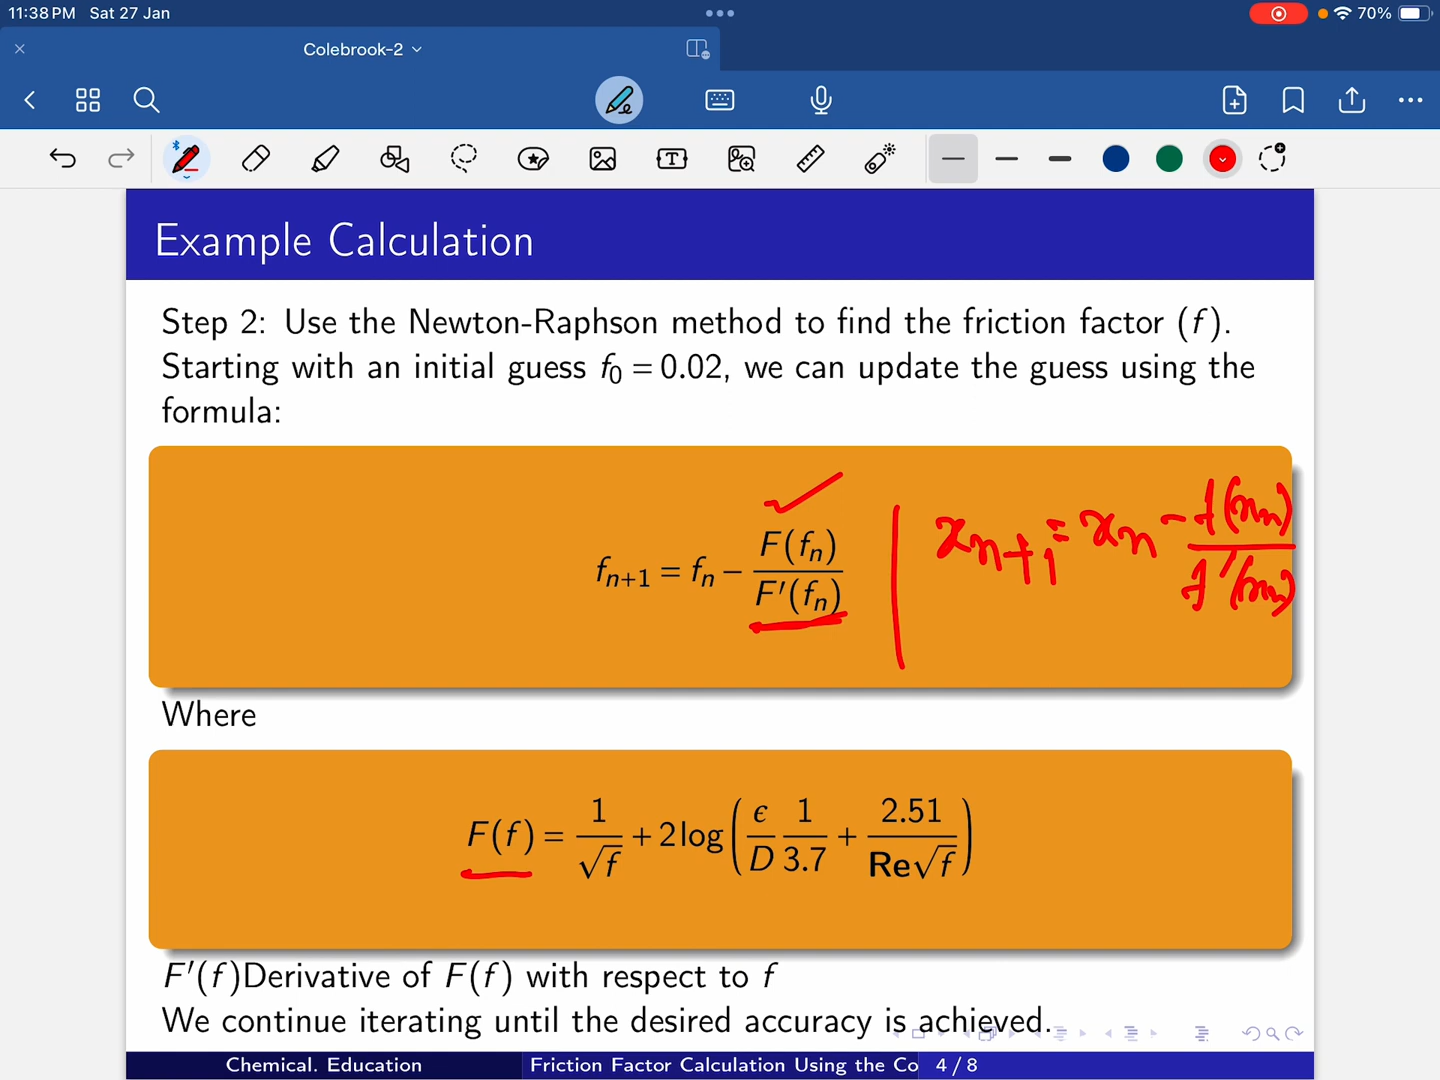 11:38 PM Sat 27 Jan
70%
Colebrook-2
Example Calculation
Step 2: Use the Newton-Raphson method to find the friction factor (f).
Starting with an initial guess f₀ = 0.02, we can update the guess using the
formula:
fₙ₊₁ = fₙ − F(fₙ) / F′(fₙ)
xₙ₊₁ = xₙ − f(xₙ) / f′(xₙ)
Where
F(f) = 1/√f + 2 log(ϵ/D 1/3.7 + 2.51/Re√f)
F′(f)Derivative of F(f) with respect to f
We continue iterating until the desired accuracy is achieved.
Chemical. Education Friction Factor Calculation Using the Co 4 / 8